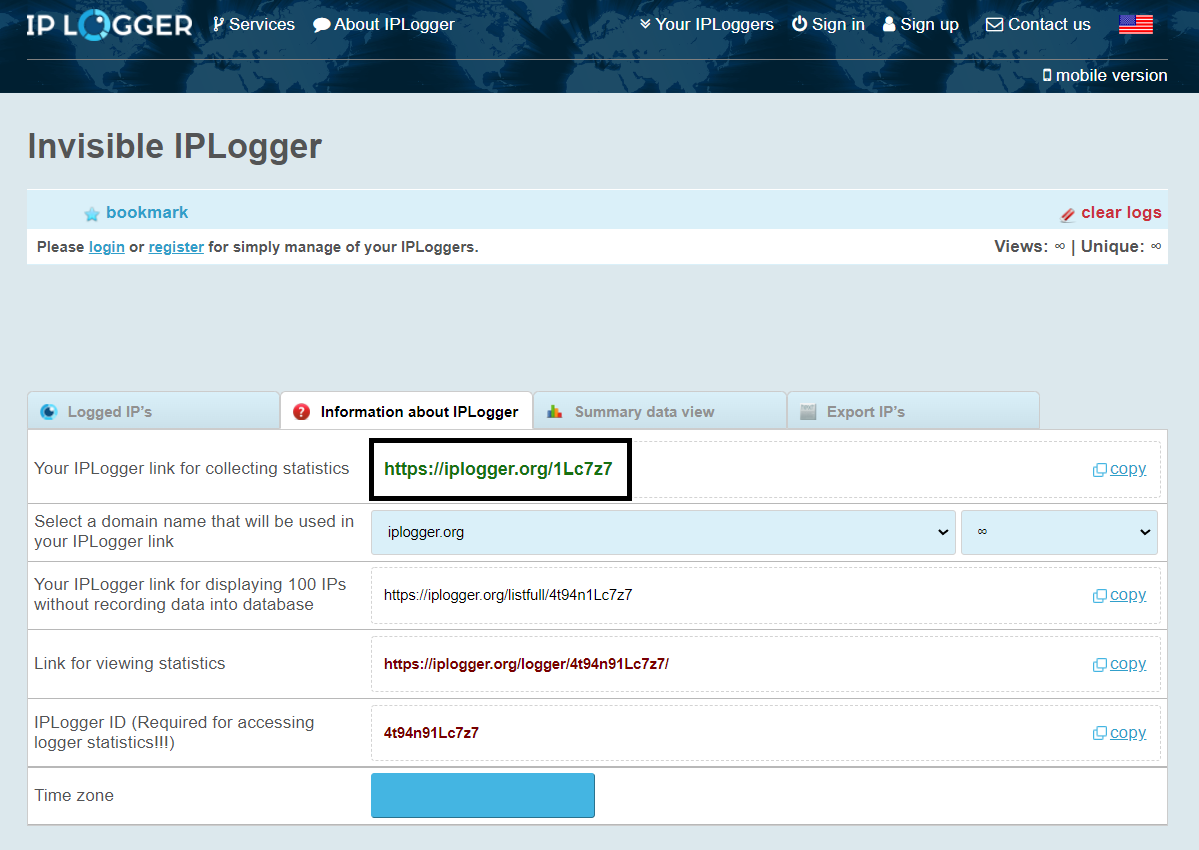 IP LOGGER Services About IPLogger Your IPLoggers Sign in Sign up Contact us
mobile version
Invisible IPLogger
bookmark clear logs
Please login or register for simply manage of your IPLoggers. Views: ∞ | Unique: ∞
Logged IP's Information about IPLogger Summary data view Export IP's
Your IPLogger link for collecting statistics https://iplogger.org/1Lc7z7 copy
Select a domain name that will be used in
your IPLogger link
iplogger.org ∞
Your IPLogger link for displaying 100 IPs
without recording data into database
https://iplogger.org/listfull/4t94n1Lc7z7 copy
Link for viewing statistics https://iplogger.org/logger/4t94n91Lc7z7/ copy
IPLogger ID (Required for accessing
logger statistics!!!)
4t94n91Lc7z7 copy
Time zone